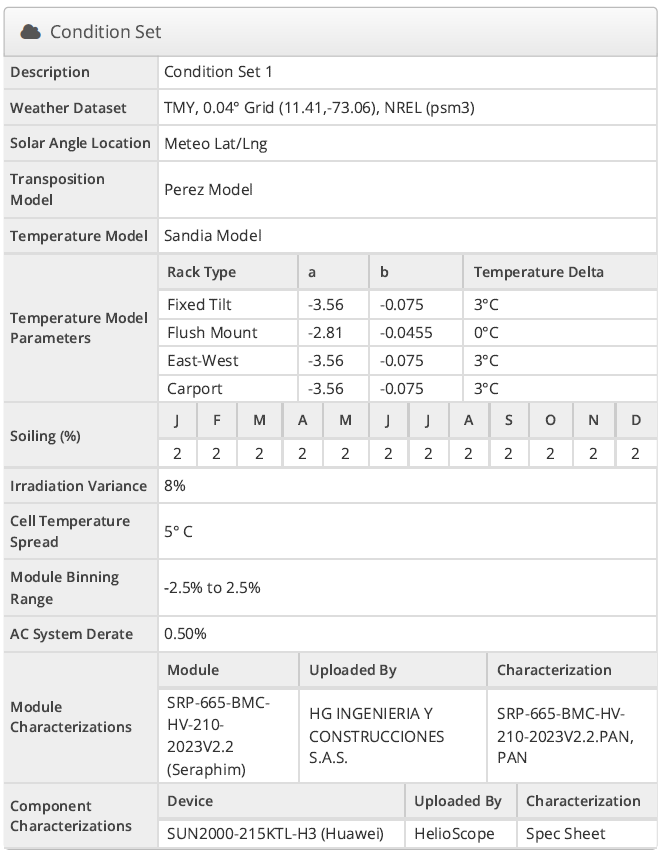 Condition Set
Description Condition Set 1
Weather Dataset TMY, 0.04° Grid (11.41,-73.06), NREL (psm3)
Solar Angle Location Meteo Lat/Lng
Transposition
Model
Perez Model
Temperature Model Sandia Model
Temperature Model
Parameters
Rack Type a b Temperature Delta
Fixed Tilt -3.56 -0.075 3°C
Flush Mount -2.81 -0.0455 0°C
East-West -3.56 -0.075 3°C
Carport -3.56 -0.075 3°C
Soiling (%)
J F M A M J J A S O N D
2 2 2 2 2 2 2 2 2 2 2 2
Irradiation Variance 8%
Cell Temperature
Spread
5° C
Module Binning
Range
-2.5% to 2.5%
AC System Derate 0.50%
Module
Characterizations
Module Uploaded By Characterization
SRP-665-BMC-
HV-210-
2023V2.2
(Seraphim)
HG INGENIERIA Y
CONSTRUCCIONES
S.A.S.
SRP-665-BMC-HV-
210-2023V2.2.PAN,
PAN
Component
Characterizations
Device Uploaded By Characterization
SUN2000-215KTL-H3 (Huawei) HelioScope Spec Sheet